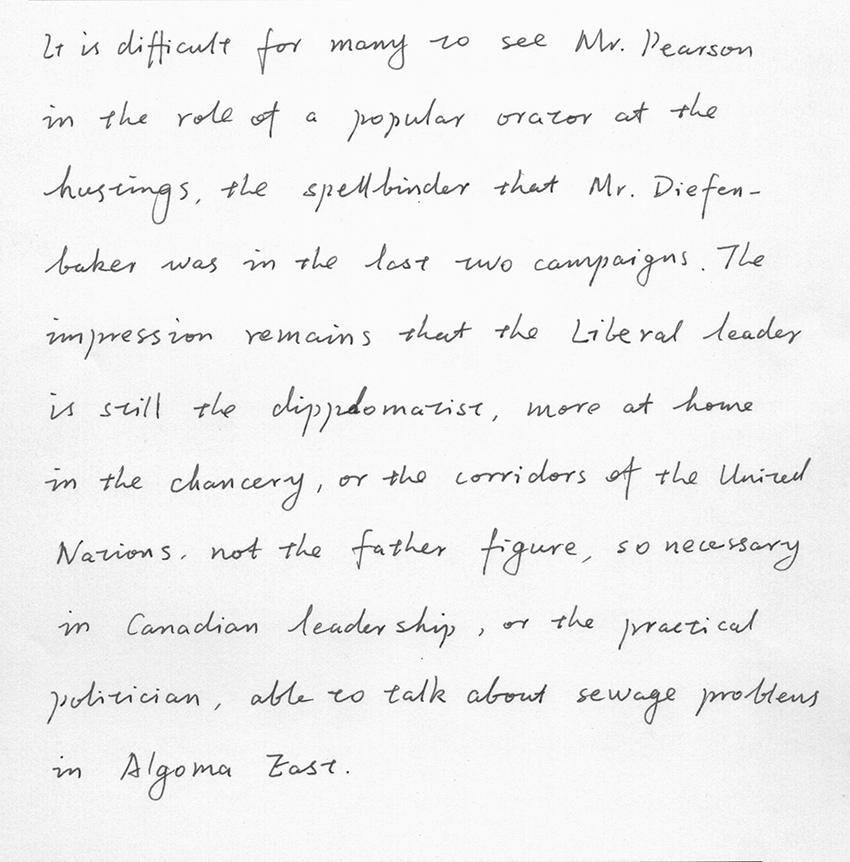 It is difficult for many to see Mr. Pearson
in the role of a popular orator at the
hustings, the spellbinder that Mr. Diefen-
baker was in the last two campaigns. The
impression remains that the Liberal leader
is still the dippdomatist, more at home
in the chancery, or the corridors of the United
Nations. not the father figure, so necessary
in Canadian leadership, or the practical
politician, able to talk about sewage problems
in Algoma East.